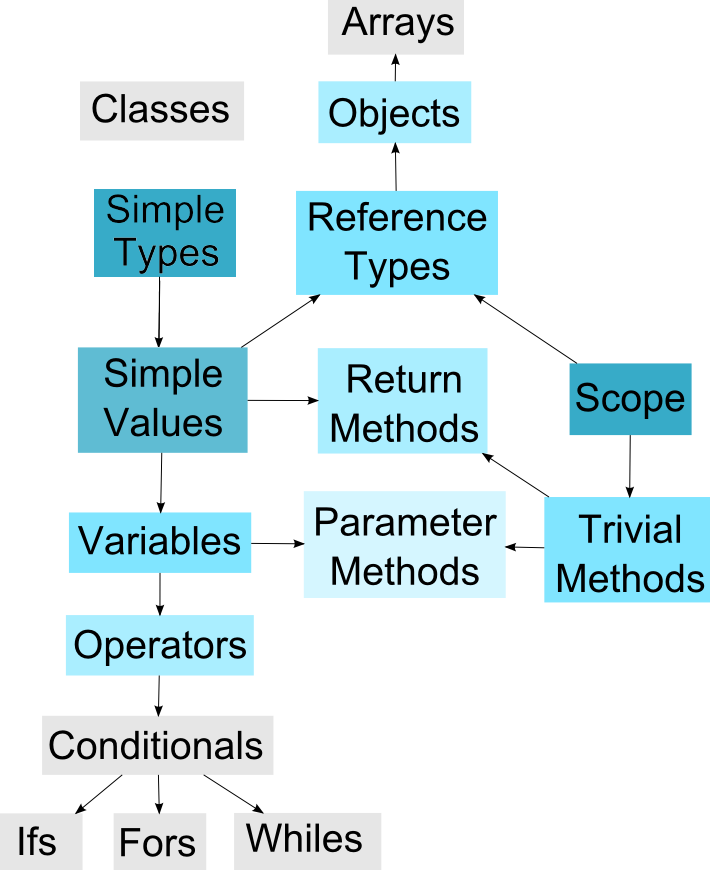 Arrays
Classes
Objects
Simple
Types
Reference
Types
Simple
Values
Return
Methods
Scope
Variables
Parameter
Methods
Trivial
Methods
Operators
Conditionals
Ifs
Fors
Whiles